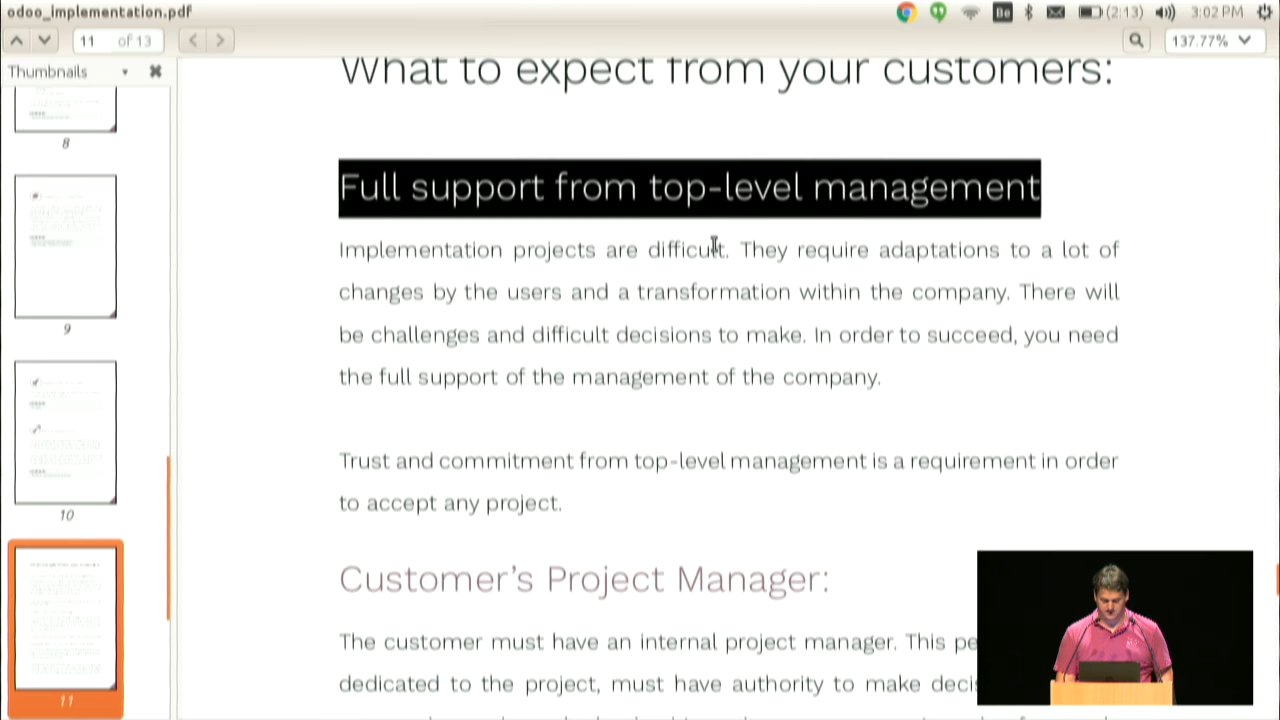 odoo_implementation.pdf
Be
(2:13)
3:02 PM
11
of 13
137.77%
Thumbnails
What to expect from your customers:
8
Full support from top-level management
Implementation projects are difficult. They require adaptations to a lot of
changes by the users and a transformation within the company. There will
be challenges and difficult decisions to make. In order to succeed, you need
the full support of the management of the company.
9
Trust and commitment from top-level management is a requirement in order
to accept any project.
10
Customer's Project Manager:
The customer must have an internal project manager. This pe
dedicated to the project, must have authority to make decis
11